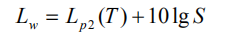 L_w = L_{p2}(T) + 10 lg S